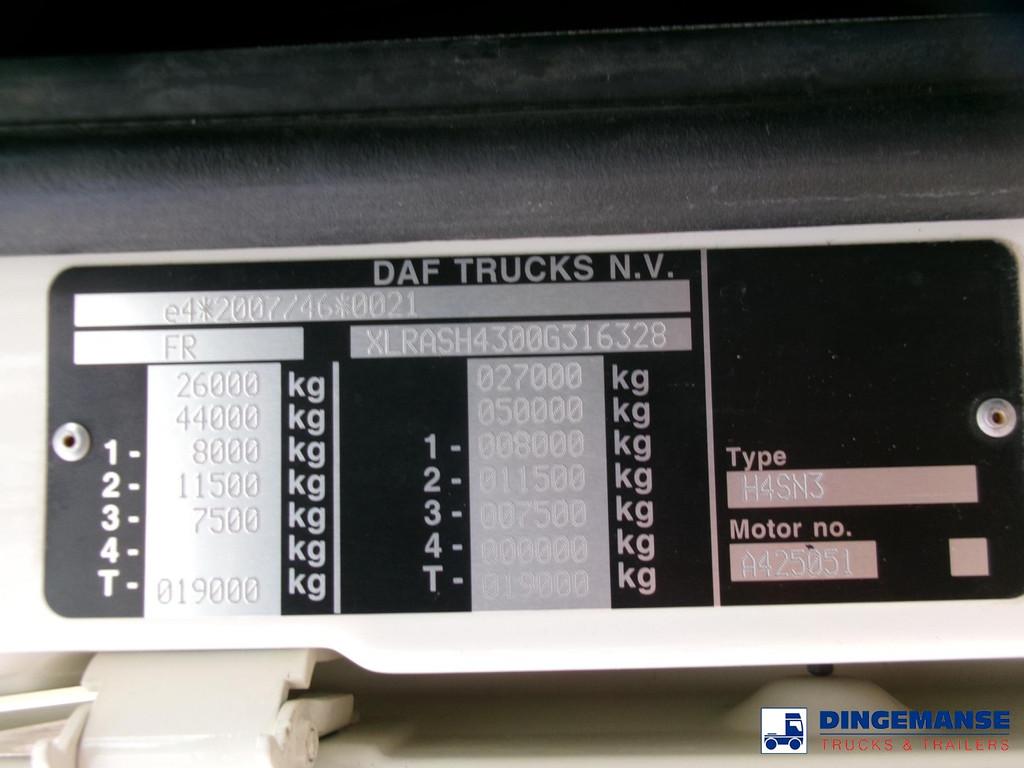 DAF TRUCKS N.V.
e4*2007/46*0021
FR XLRASH4300G316328
26000 kg 027000 kg
44000 kg 050000 kg
1- 8000 kg 1- 008000 kg
2- 11500 kg 2- 011500 kg
3- 7500 kg 3- 007500 kg
4- kg 4- 000000 kg
T- 019000 kg T- 019000 kg
Type
H4SN3
Motor no.
A425051
DINGEMANSE
TRUCKS & TRAILERS